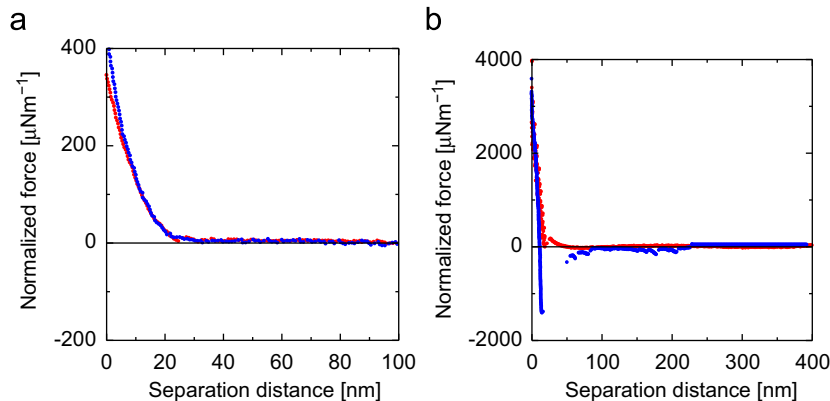 a
400
200
0
-200
Normalized force [μNm⁻¹]
0 20 40 60 80 100
Separation distance [nm]
b
4000
2000
0
-2000
Normalized force [μNm⁻¹]
0 100 200 300 400
Separation distance [nm]